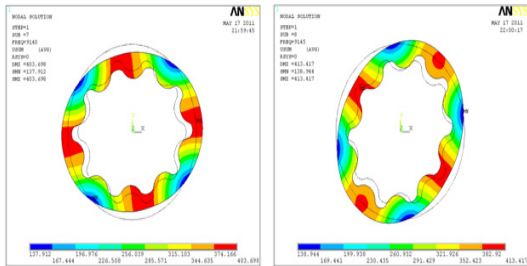 1
NODAL SOLUTION
STEP=1
SUB =7
FREQ=9145
USUM (AVG)
RSYS=0
DMX =403.698
SMN =137.912
SMX =403.698
AN
MAY 17 2011
21:59:45
X
137.912 196.976 256.039 315.103 374.166
167.444 226.508 285.571 344.635 403.698
NODAL SOLUTION
STEP=1
SUB =8
FREQ=9145
USUM (AVG)
RSYS=0
DMX =413.417
SMN =138.944
SMX =413.417
AN
MAY 17 2011
22:00:17
X
138.944 199.938 260.932 321.926 382.92
169.441 230.435 291.429 352.423 413.417